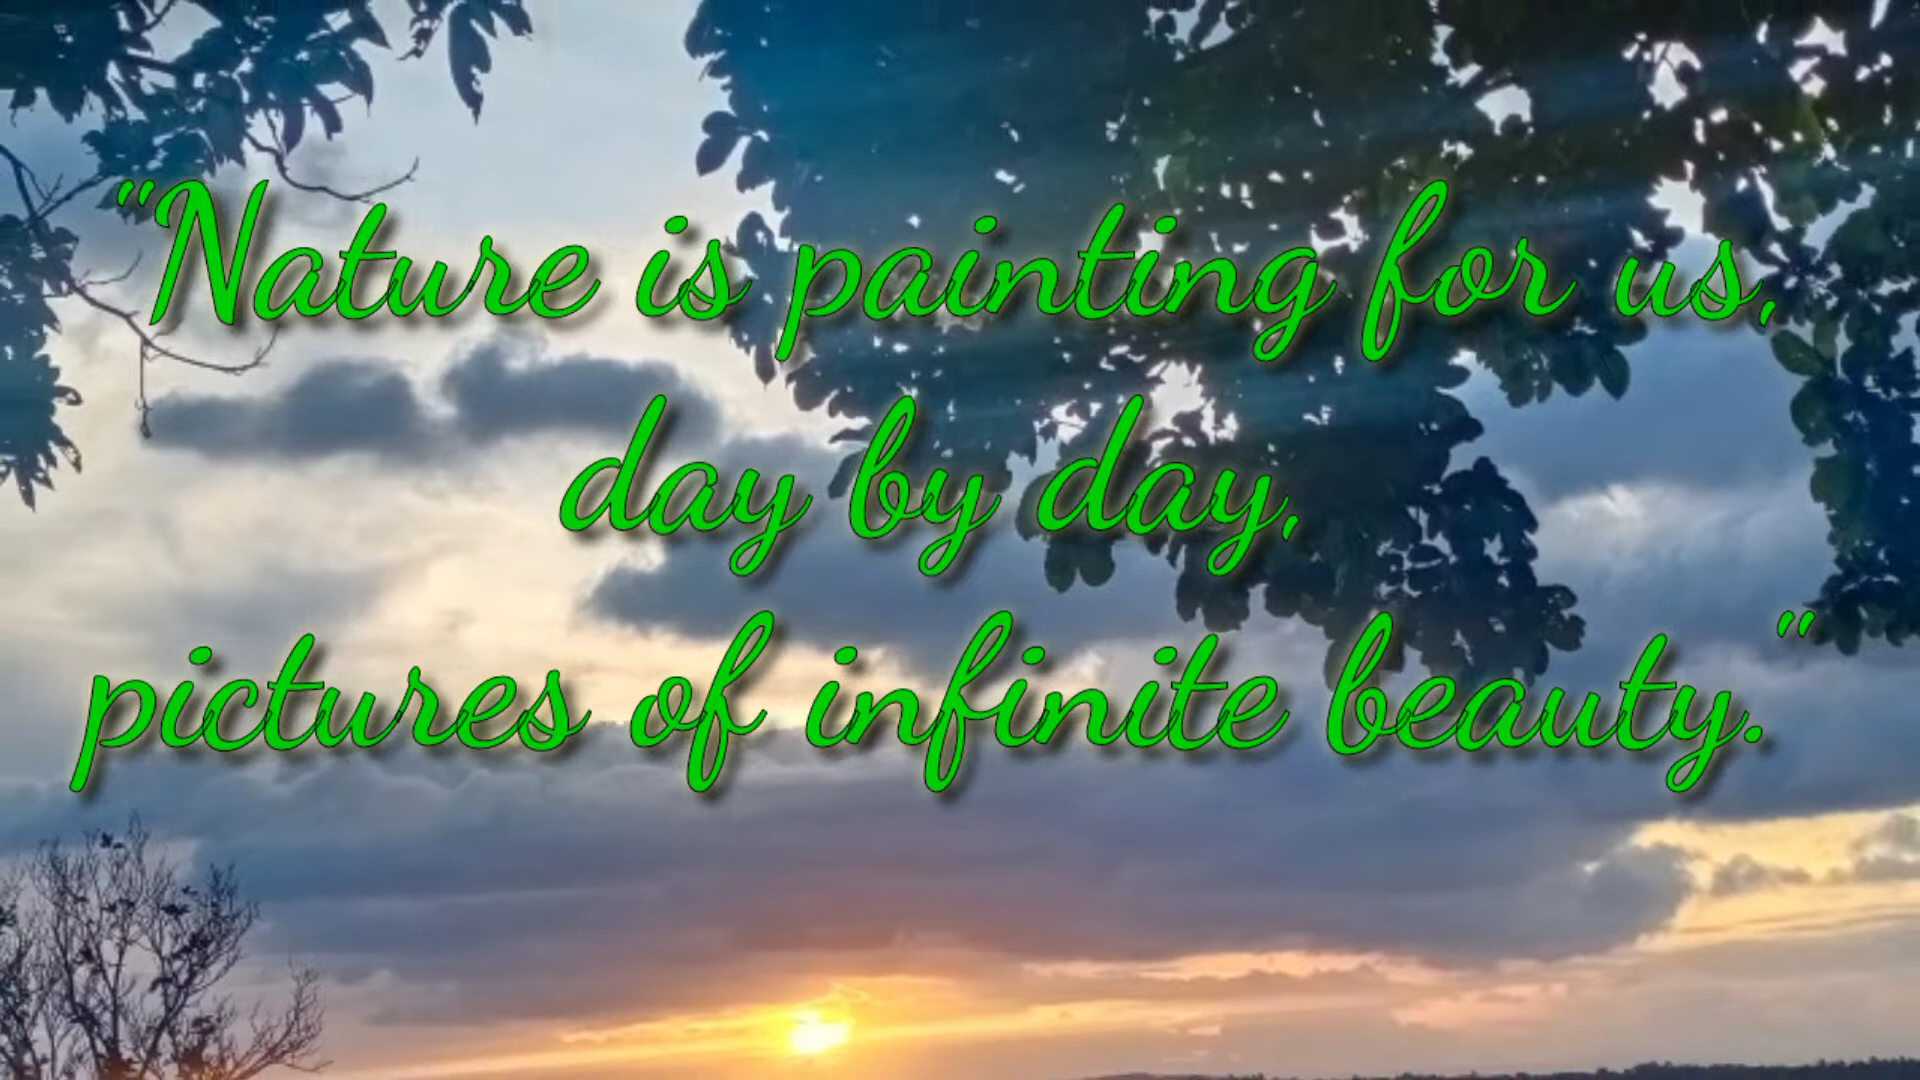 "Nature is painting for us,
day by day,
pictures of infinite beauty."